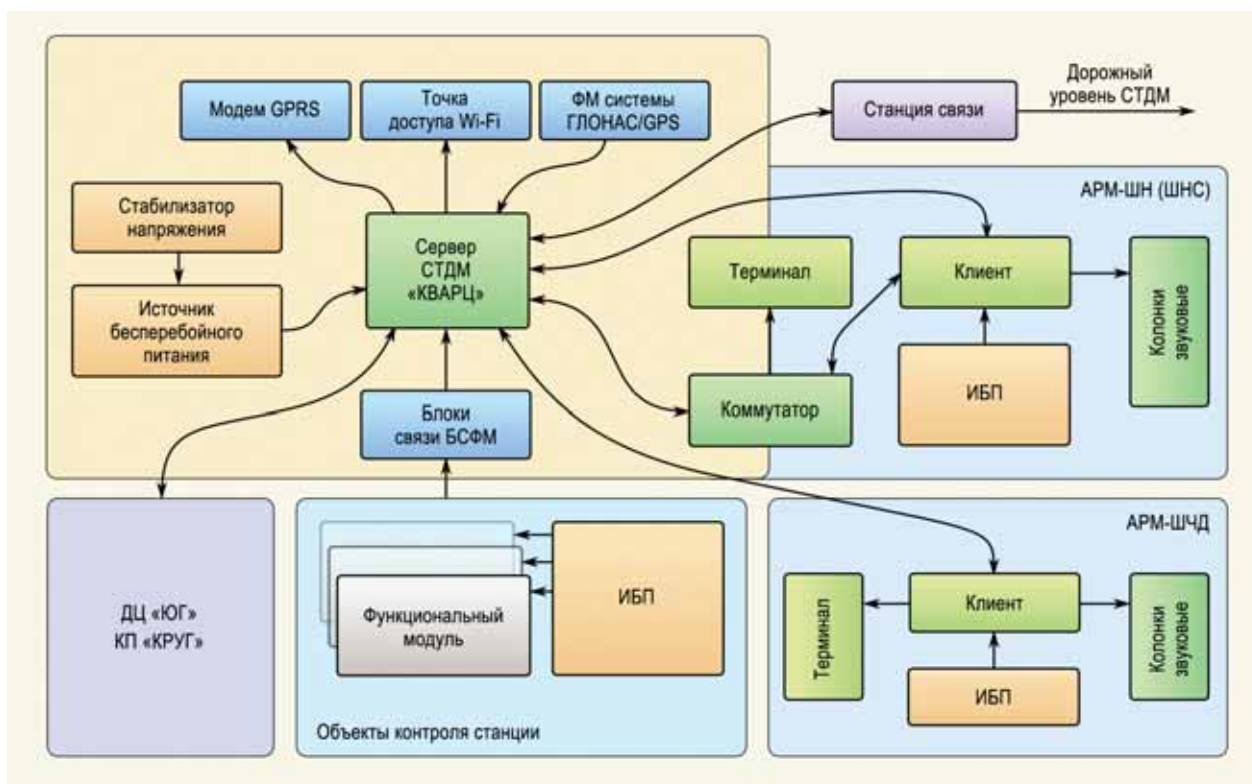 Модем GPRS
Точка
доступа Wi-Fi
ФМ системы
ГЛОНАС/GPS
Станция связи
Дорожный
уровень СТДМ
Стабилизатор
напряжения
Источник
бесперебойного
питания
Сервер
СТДМ
«КВАРЦ»
Блоки
связи БСФМ
Терминал
Коммутатор
АРМ-ШН (ШНС)
Клиент
ИБП
Колонки
звуковые
ДЦ «ЮГ»
КП «КРУГ»
Функциональный
модуль
ИБП
Объекты контроля станции
АРМ-ШЧД
Терминал
Клиент
ИБП
Колонки
звуковые